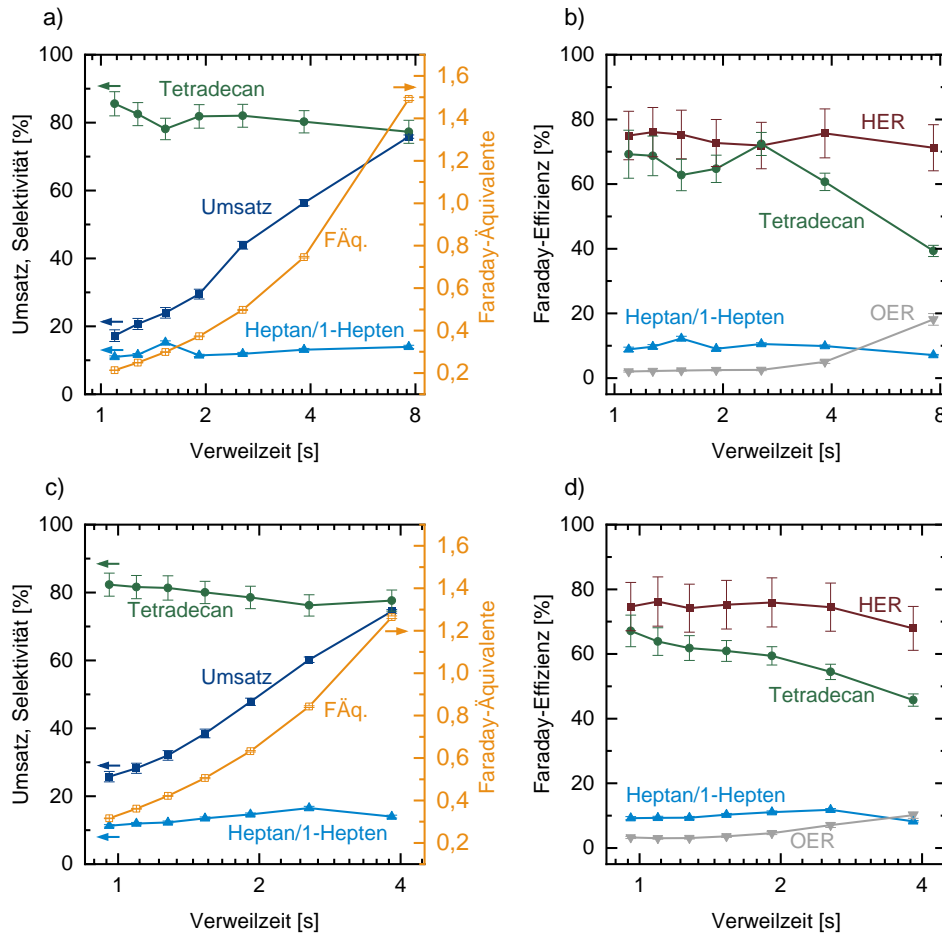 a)
100
80
60
40
20
0
Umsatz, Selektivität [%]
Tetradecan
Umsatz
FÄq.
Heptan/1-Hepten
1,6
1,4
1,2
1,0
0,8
0,6
0,4
0,2
Faraday-Äquivalente
1 2 4 8
Verweilzeit [s]
b)
100
80
60
40
20
0
Faraday-Effizienz [%]
HER
Tetradecan
OER
Heptan/1-Hepten
1 2 4 8
Verweilzeit [s]
c)
100
80
60
40
20
0
Umsatz, Selektivität [%]
Tetradecan
Umsatz
FÄq.
Heptan/1-Hepten
1,6
1,4
1,2
1,0
0,8
0,6
0,4
0,2
Faraday-Äquivalente
1 2 4
Verweilzeit [s]
d)
100
80
60
40
20
0
Faraday-Effizienz [%]
HER
Tetradecan
Heptan/1-Hepten
OER
1 2 4
Verweilzeit [s]